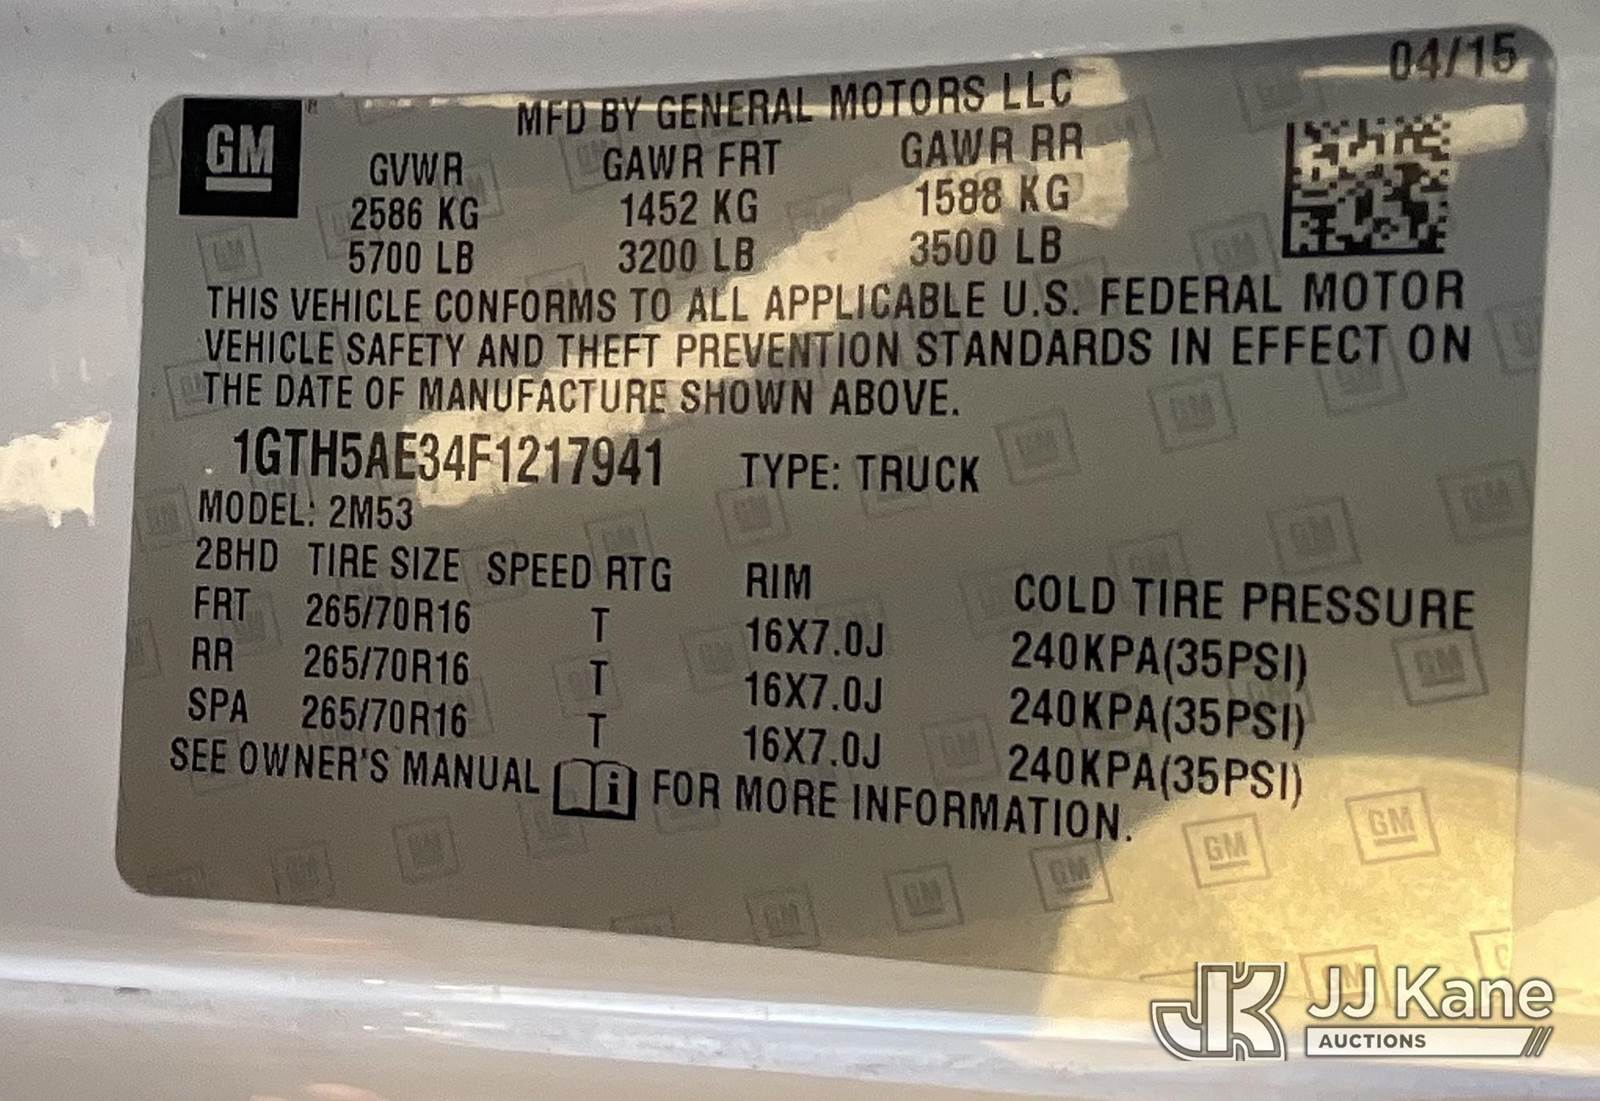 04/15
GM ®
MFD BY GENERAL MOTORS LLC
GVWR GAWR FRT GAWR RR
2586 KG 1452 KG 1588 KG
5700 LB 3200 LB 3500 LB
THIS VEHICLE CONFORMS TO ALL APPLICABLE U.S. FEDERAL MOTOR
VEHICLE SAFETY AND THEFT PREVENTION STANDARDS IN EFFECT ON
THE DATE OF MANUFACTURE SHOWN ABOVE.
1GTH5AE34F1217941 TYPE: TRUCK
MODEL: 2M53
2BHD TIRE SIZE SPEED RTG RIM COLD TIRE PRESSURE
FRT 265/70R16 T 16X7.0J 240KPA(35PSI)
RR 265/70R16 T 16X7.0J 240KPA(35PSI)
SPA 265/70R16 T 16X7.0J 240KPA(35PSI)
SEE OWNER'S MANUAL i FOR MORE INFORMATION.
JK JJ Kane
AUCTIONS